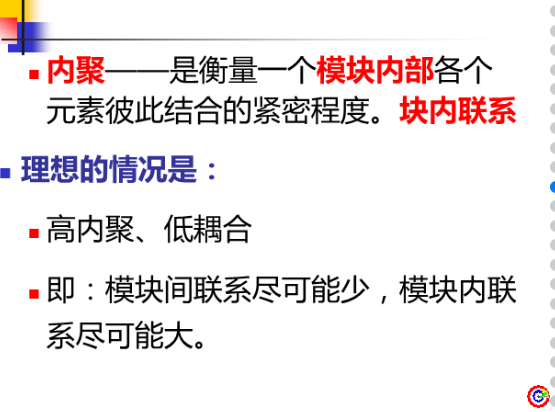 内聚——是衡量一个模块内部各个
元素彼此结合的紧密程度。块内联系
理想的情况是：
高内聚、低耦合
即：模块间联系尽可能少，模块内联
系尽可能大。